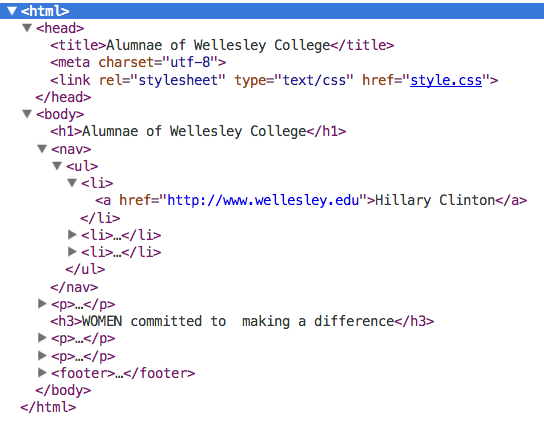 <html>
<head>
<title>Alumnae of Wellesley College</title>
<meta charset="utf-8">
<link rel="stylesheet" type="text/css" href="style.css">
</head>
<body>
<h1>Alumnae of Wellesley College</h1>
<nav>
<ul>
<li>
<a href="http://www.wellesley.edu">Hillary Clinton</a>
</li>
<li>…</li>
<li>…</li>
</ul>
</nav>
<p>…</p>
<h3>WOMEN committed to  making a difference</h3>
<p>…</p>
<p>…</p>
<footer>…</footer>
</body>
</html>